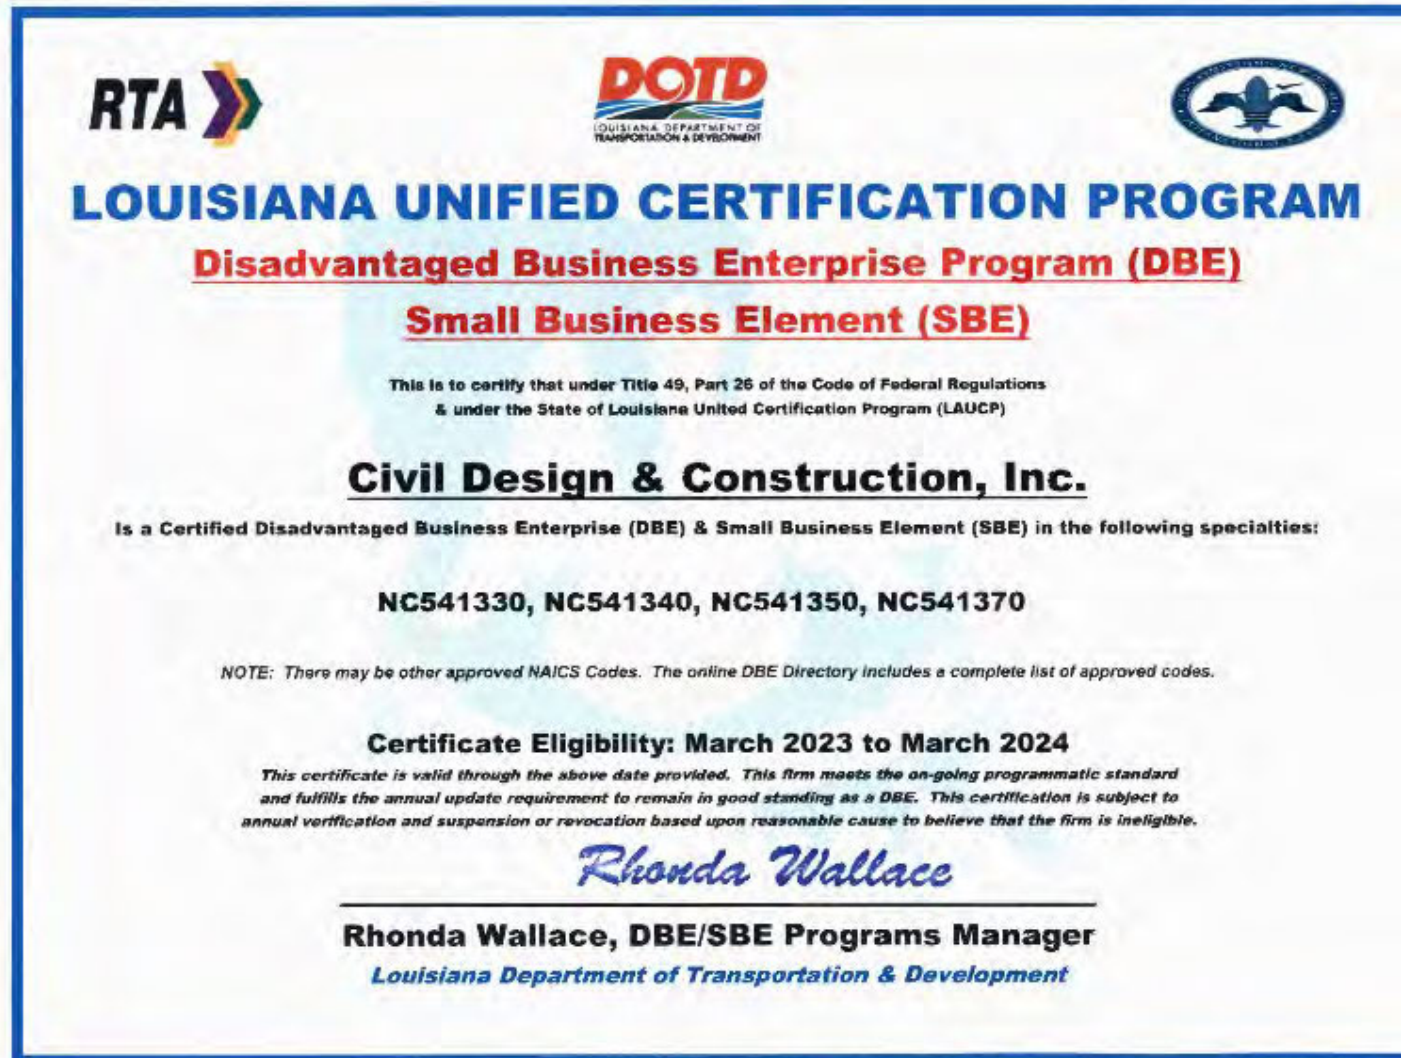 RTA
DOTD
LOUISIANA DEPARTMENT OF
TRANSPORTATION & DEVELOPMENT
LOUISIANA UNIFIED CERTIFICATION PROGRAM
Disadvantaged Business Enterprise Program (DBE)
Small Business Element (SBE)
This is to certify that under Title 49, Part 26 of the Code of Federal Regulations
& under the State of Louisiana United Certification Program (LAUCP)
Civil Design & Construction, Inc.
Is a Certified Disadvantaged Business Enterprise (DBE) & Small Business Element (SBE) in the following specialties:
NC541330, NC541340, NC541350, NC541370
NOTE: There may be other approved NAICS Codes. The online DBE Directory includes a complete list of approved codes.
Certificate Eligibility: March 2023 to March 2024
This certificate is valid through the above date provided. This firm meets the on-going programmatic standard
and fulfills the annual update requirement to remain in good standing as a DBE. This certification is subject to
annual verification and suspension or revocation based upon reasonable cause to believe that the firm is ineligible.
Rhonda Wallace
Rhonda Wallace, DBE/SBE Programs Manager
Louisiana Department of Transportation & Development